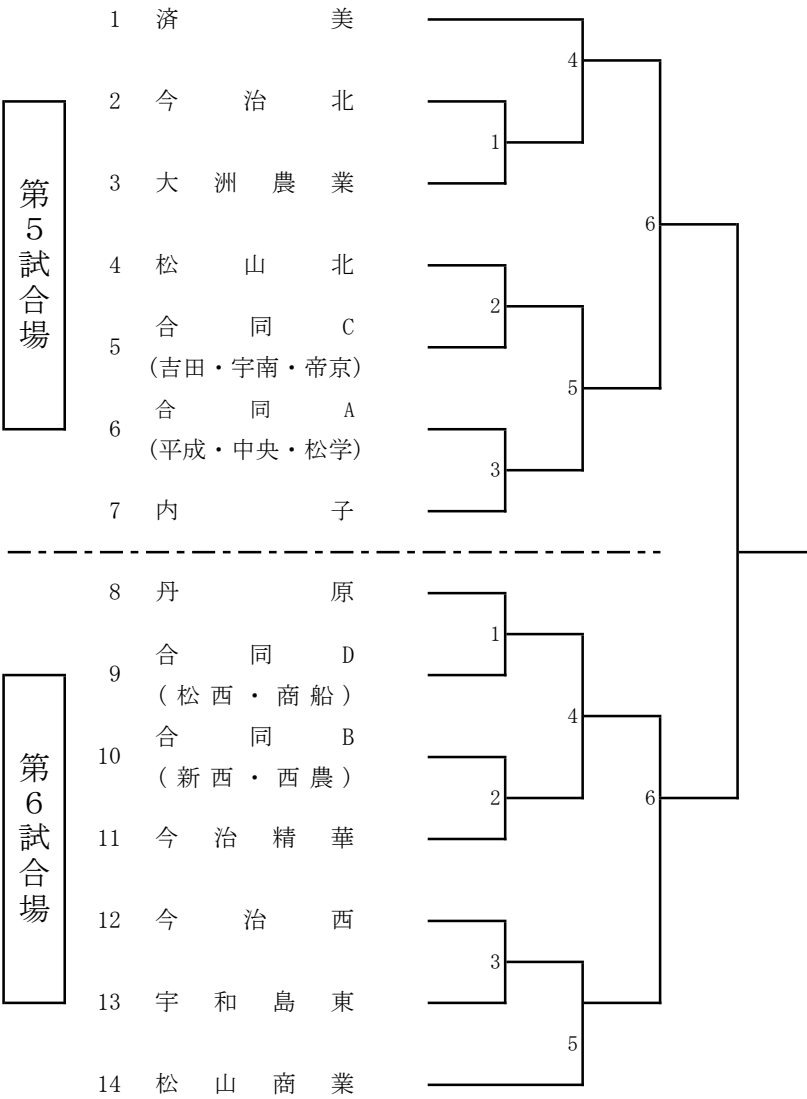 1 済美
4
2 今治北
1
3 大洲農業
6
4 松山北
2
5 合同C
(吉田・宇南・帝京)
5
6 合同A
(平成・中央・松学)
3
7 内子
第5試合場
8 丹原
1
9 合同D
(松西・商船)
4
10 合同B
(新西・西農)
2
6
11 今治精華
12 今治西
3
13 宇和島東
5
14 松山商業
第6試合場